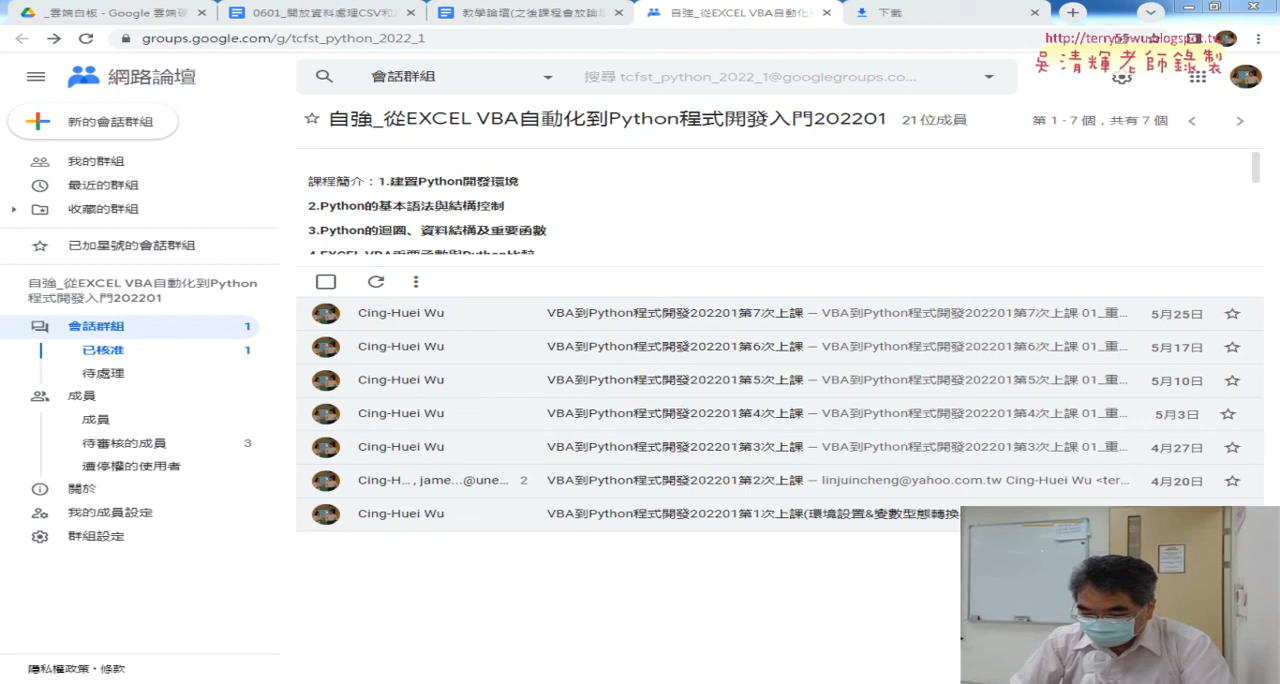 _雲端白板 - Google 雲端硬
0601_開放資料處理CSV和
教學論壇(之後課程會放論壇
自強_從EXCEL VBA自動化
下載
groups.google.com/g/tcfst_python_2022_1
http://terry55wu.blogspot.tw
吳清輝老師錄製
網路論壇
會話群組
搜尋 tcfst_python_2022_1@googlegroups.co...
新的會話群組
自強_從EXCEL VBA自動化到Python程式開發入門202201
21 位成員
第 1 - 7 個，共有 7 個
我的群組
最近的群組
收藏的群組
已加星號的會話群組
自強_從EXCEL VBA自動化到Python
程式開發入門202201
會話群組 1
已核准 1
待處理
成員
成員
待審核的成員 3
遭停權的使用者
關於
我的成員設定
群組設定
隱私權政策・條款
課程簡介：1.建置Python開發環境
2.Python的基本語法與結構控制
3.Python的迴圈、資料結構及重要函數
4.EXCEL VBA重要函數與Python比較
Cing-Huei Wu VBA到Python程式開發202201第7次上課 – VBA到Python程式開發202201第7次上課 01_重... 5月25日
Cing-Huei Wu VBA到Python程式開發202201第6次上課 – VBA到Python程式開發202201第6次上課 01_重... 5月17日
Cing-Huei Wu VBA到Python程式開發202201第5次上課 – VBA到Python程式開發202201第5次上課 01_重... 5月10日
Cing-Huei Wu VBA到Python程式開發202201第4次上課 – VBA到Python程式開發202201第4次上課 01_重... 5月3日
Cing-Huei Wu VBA到Python程式開發202201第3次上課 – VBA到Python程式開發202201第3次上課 01_重... 4月27日
Cing-H... , jame...@une... 2 VBA到Python程式開發202201第2次上課 – linjuincheng@yahoo.com.tw Cing-Huei Wu <ter... 4月20日
Cing-Huei Wu VBA到Python程式開發202201第1次上課(環境設置&變數型態轉換